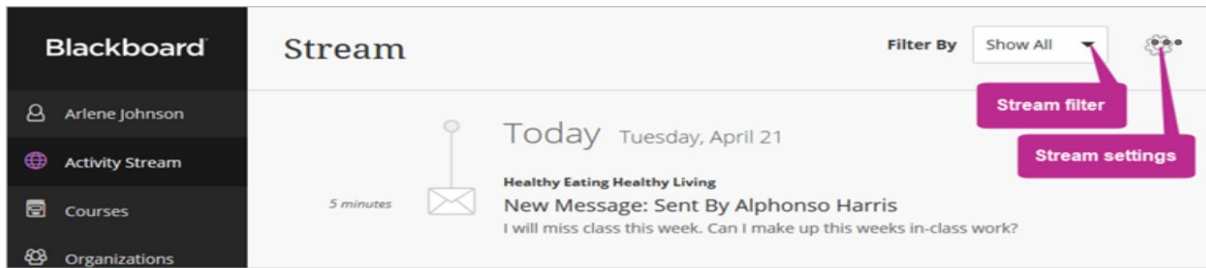 Blackboard
Arlene Johnson
Activity Stream
Courses
Organizations
Stream
Filter By Show All
Stream filter
Stream settings
Today Tuesday, April 21
Healthy Eating Healthy Living
5 minutes
New Message: Sent By Alphonso Harris
I will miss class this week. Can I make up this weeks in-class work?